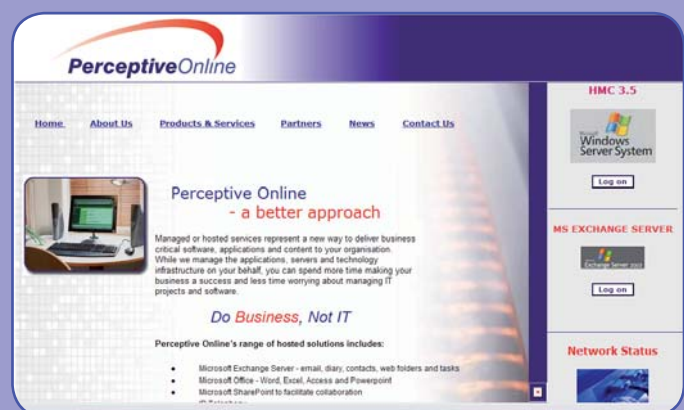 PerceptiveOnline
Home About Us Products & Services Partners News Contact Us
Perceptive Online
- a better approach
Managed or hosted services represent a new way to deliver business
critical software, applications and content to your organisation.
While we manage the applications, servers and technology
infrastructure on your behalf, you can spend more time making your
business a success and less time worrying about managing IT
projects and software.
Do Business, Not IT
Perceptive Online's range of hosted solutions includes:
• Microsoft Exchange Server - email, diary, contacts, web folders and tasks
• Microsoft Office - Word, Excel, Access and Powerpoint
• Microsoft SharePoint to facilitate collaboration
HMC 3.5
Microsoft
Windows
Server System
Log on
MS EXCHANGE SERVER
Exchange Server 2003
Log on
Network Status